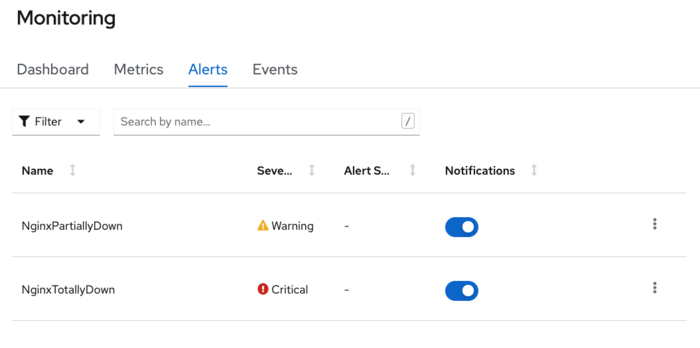 Monitoring
Dashboard Metrics Alerts Events
Filter Search by name... /
Name Seve... Alert S... Notifications
NginxPartiallyDown Warning -
NginxTotallyDown Critical -